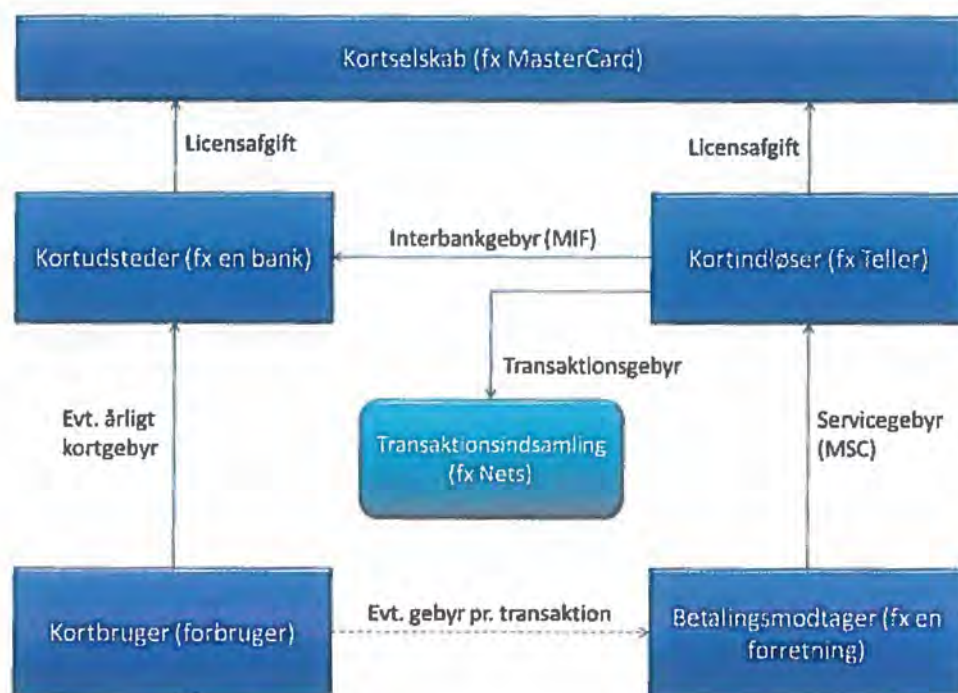 Kortselskab (fx MasterCard)
Licensafgift
Licensafgift
Kortudsteder (fx en bank)
Interbankgebyr (MIF)
Kortindløser (fx Teller)
Transaktionsgebyr
Evt. årligt
kortgebyr
Transaktionsindsamling
(fx Nets)
Servicegebyr
(MSC)
Kortbruger (forbruger)
Evt. gebyr pr. transaktion
Betalingsmodtager (fx en
forretning)